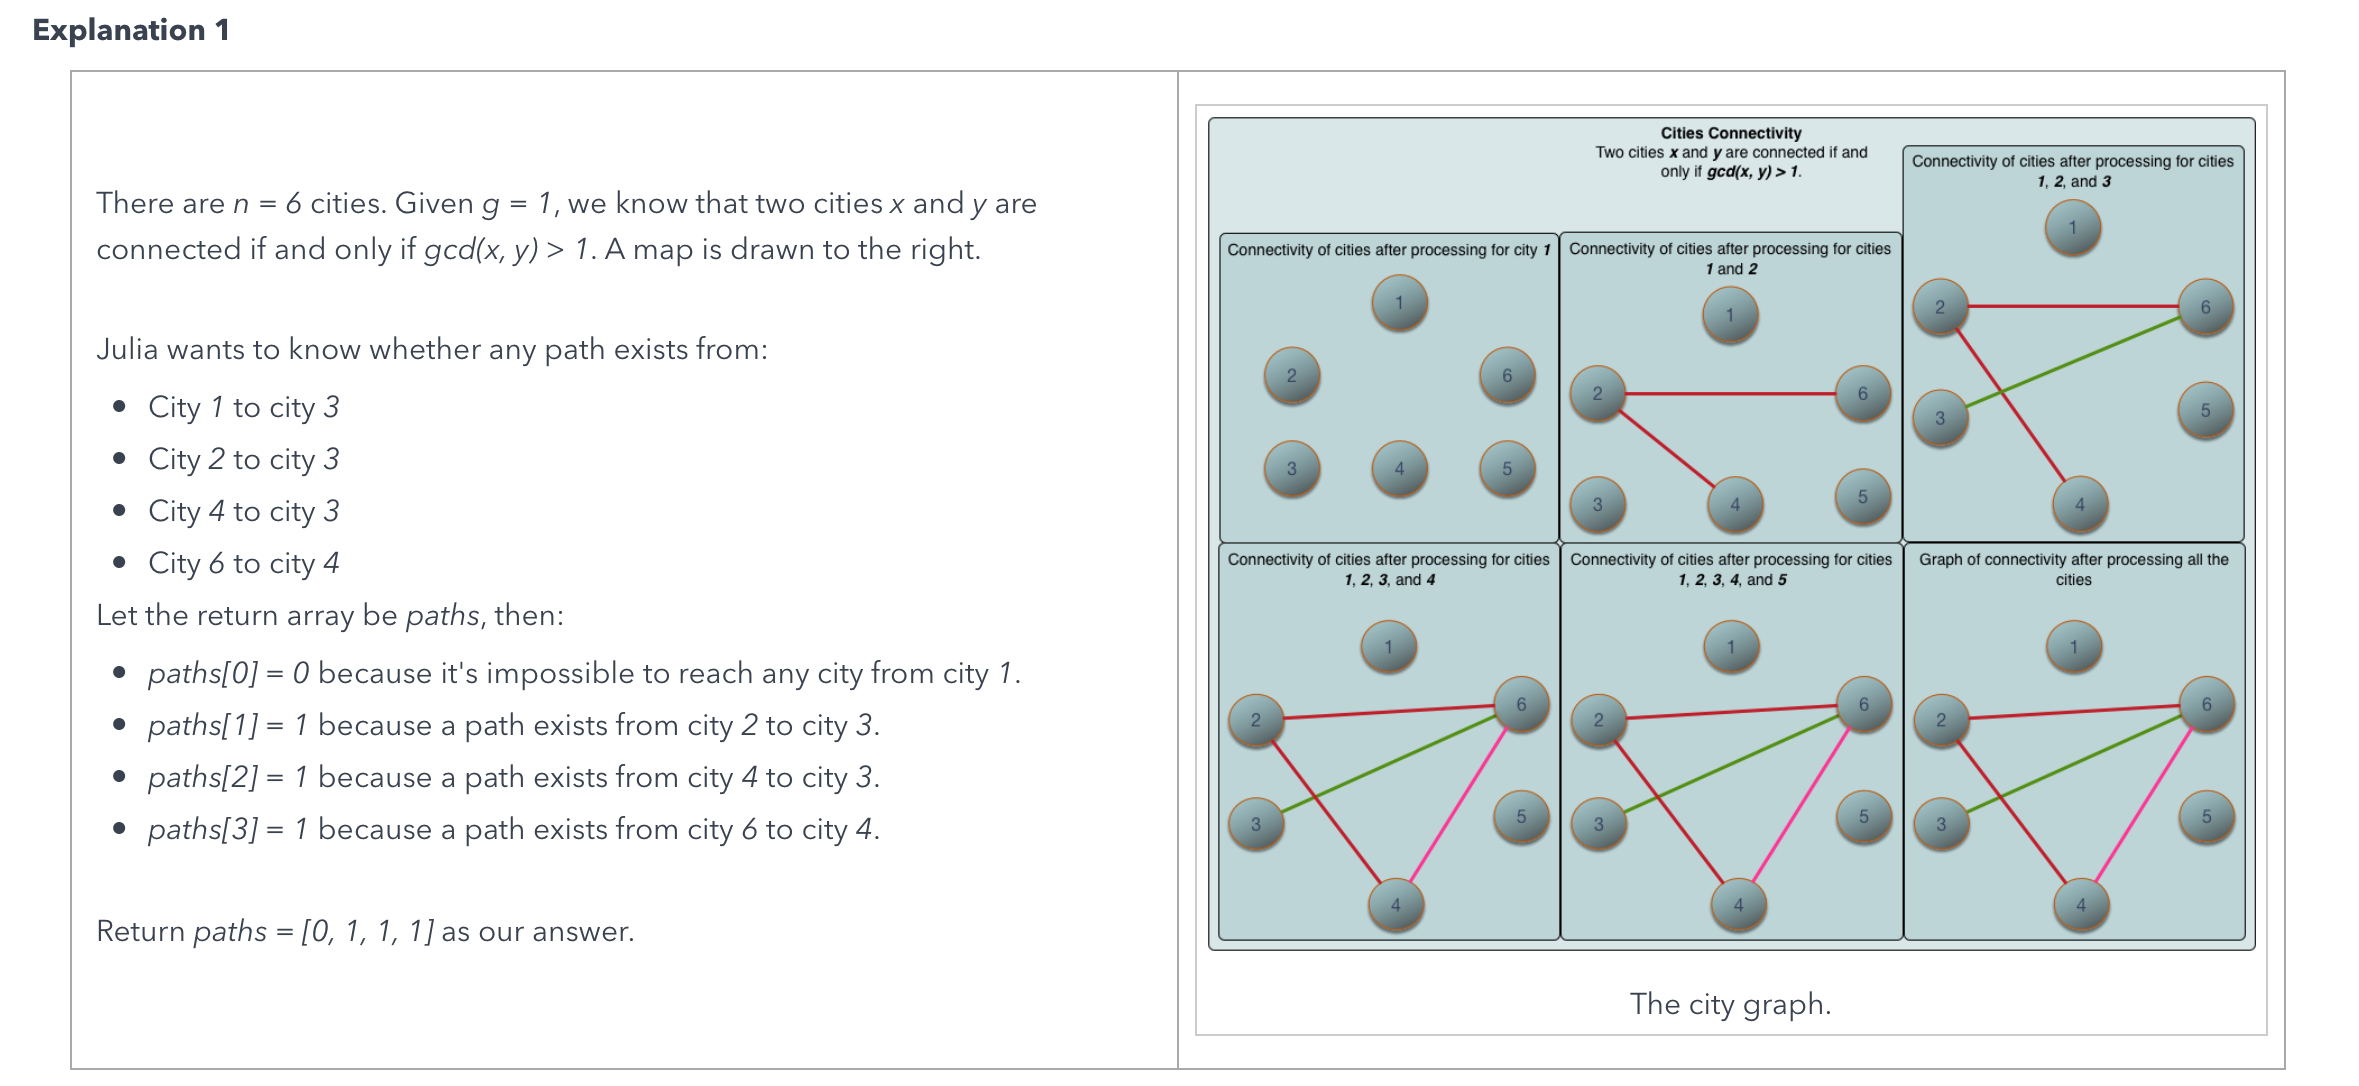 Explanation 1
There are n = 6 cities. Given g = 1, we know that two cities x and y are
connected if and only if gcd(x, y) > 1. A map is drawn to the right.
Julia wants to know whether any path exists from:
• City 1 to city 3
• City 2 to city 3
• City 4 to city 3
• City 6 to city 4
Let the return array be paths, then:
• paths[0] = 0 because it's impossible to reach any city from city 1.
• paths[1] = 1 because a path exists from city 2 to city 3.
• paths[2] = 1 because a path exists from city 4 to city 3.
• paths[3] = 1 because a path exists from city 6 to city 4.
Return paths = [0, 1, 1, 1] as our answer.
Cities Connectivity
Two cities x and y are connected if and
only if gcd(x, y) > 1.
Connectivity of cities after processing for city 1
1
2
6
3
4
5
Connectivity of cities after processing for cities
1 and 2
1
2
6
3
4
5
Connectivity of cities after processing for cities
1, 2, and 3
1
2
6
3
5
4
Connectivity of cities after processing for cities
1, 2, 3, and 4
1
2
6
3
5
4
Connectivity of cities after processing for cities
1, 2, 3, 4, and 5
1
2
6
3
5
4
Graph of connectivity after processing all the
cities
1
2
6
3
5
4
The city graph.